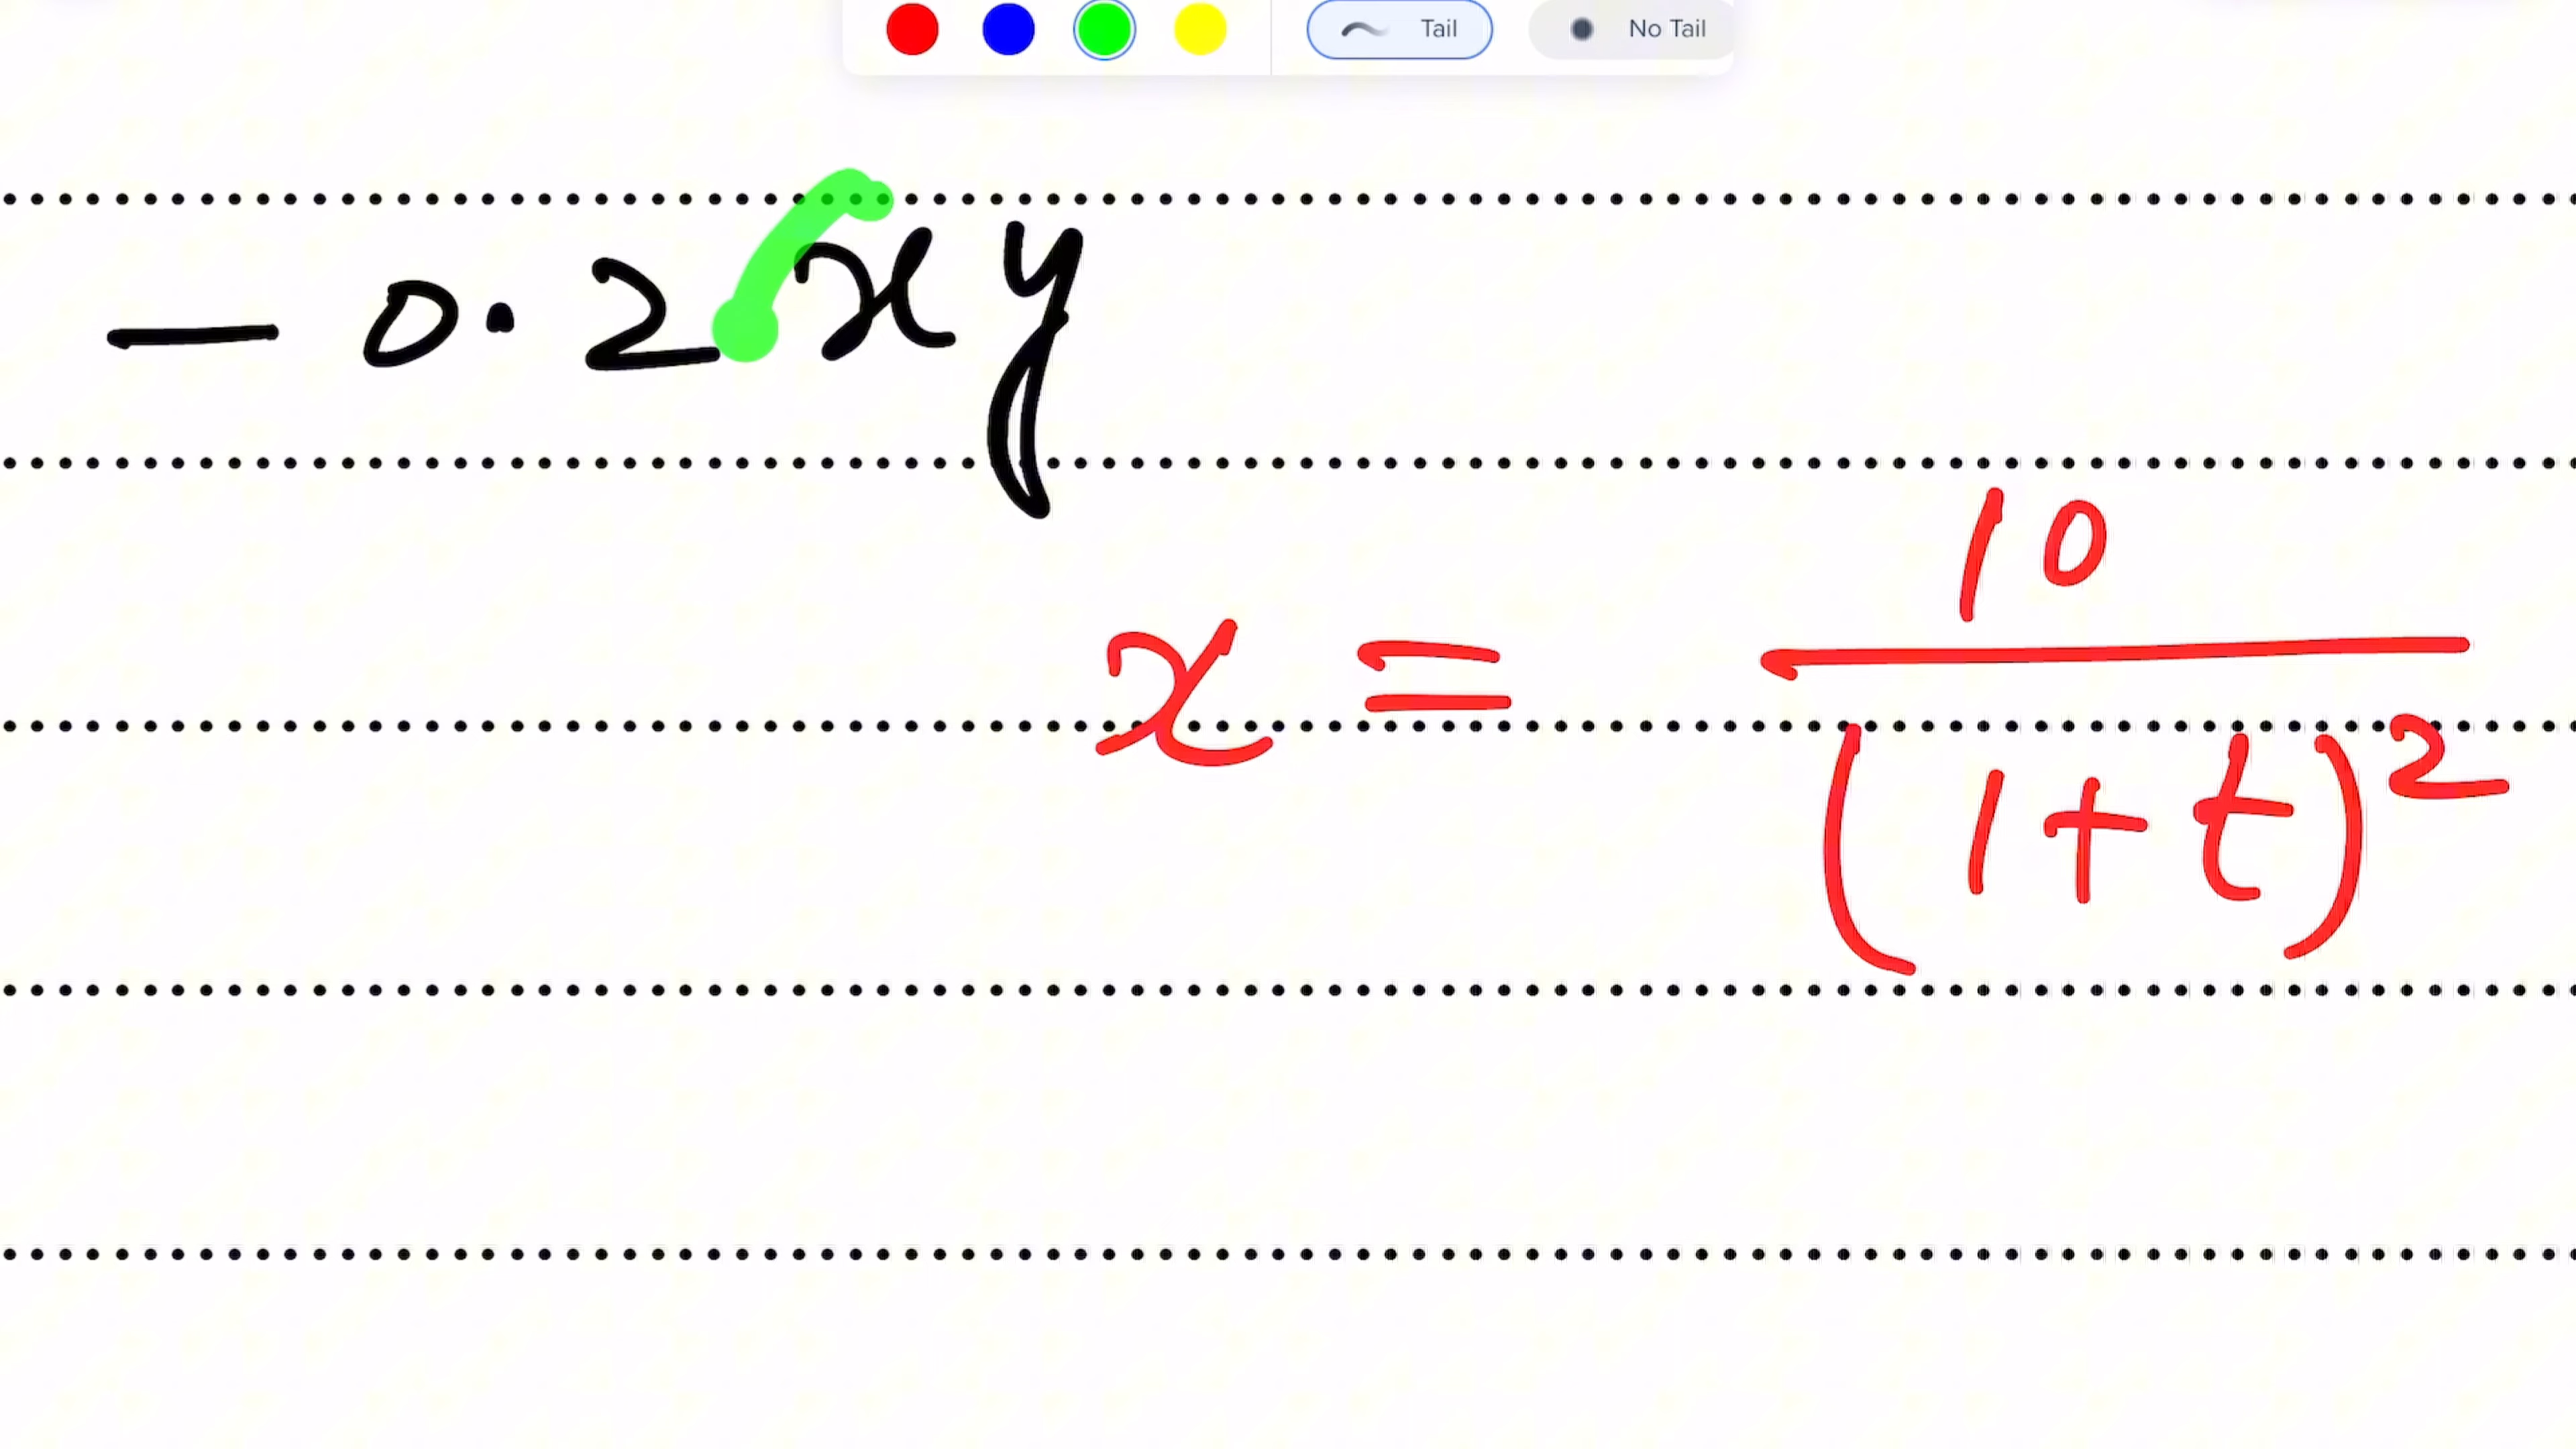 Tail No Tail
— 0.2xy
x = 10/(1+t)²